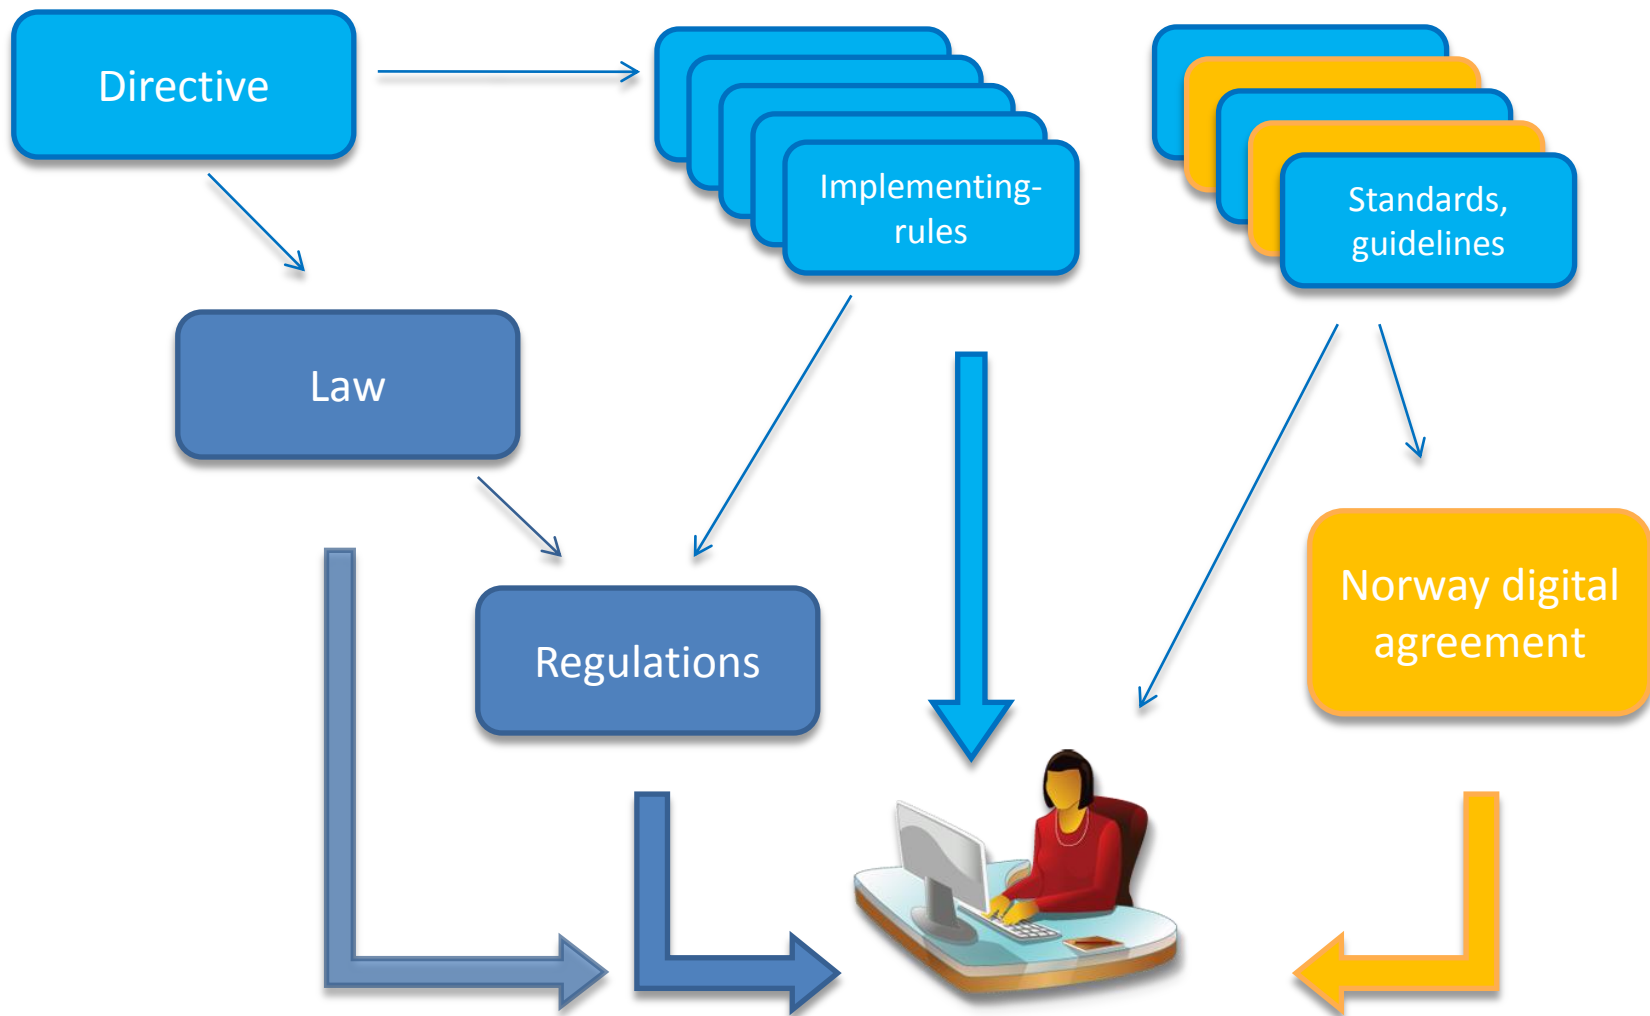 Directive
Implementing-
rules
Standards,
guidelines
Law
Regulations
Norway digital
agreement